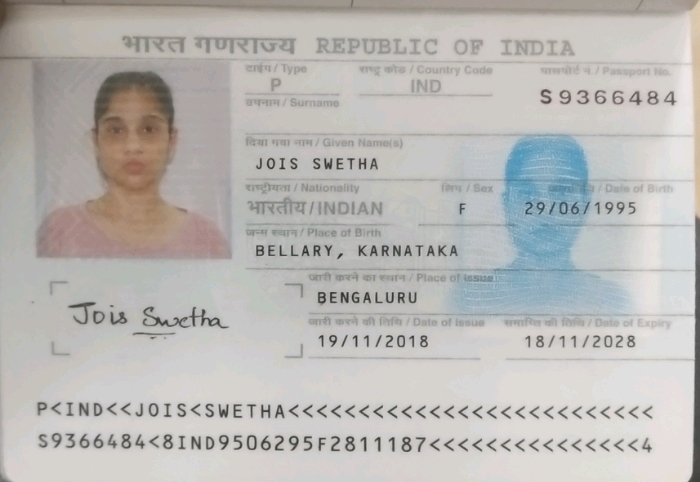 भारत गणराज्य REPUBLIC OF INDIA
टाईप / Type
राष्ट्र कोड / Country Code
पासपोर्ट नं. / Passport No.
P
IND
S9366484
उपनाम / Surname
दिया गया नाम / Given Name(s)
JOIS SWETHA
राष्ट्रीयता / Nationality
लिंग / Sex
/ Date of Birth
भारतीय/INDIAN
F
29/06/1995
जन्म स्थान / Place of Birth
BELLARY, KARNATAKA
जारी करने का स्थान / Place of Issue
BENGALURU
Jois Swetha
जारी करने की तिथि / Date of Issue
समाप्ति की तिथि / Date of Expiry
19/11/2018
18/11/2028
P<IND<<JOIS<SWETHA<<<<<<<<<<<<<<<<<<<<<<<<<<
S9366484<8IND9506295F2811187<<<<<<<<<<<<<<<4